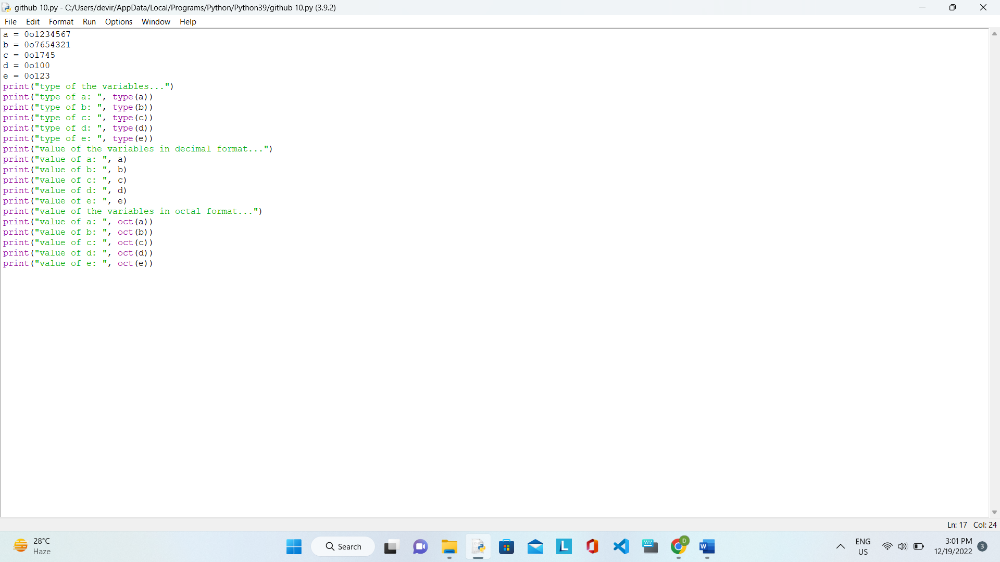 github 10.py - C:/Users/devir/AppData/Local/Programs/Python/Python39/github 10.py (3.9.2)
File Edit Format Run Options Window Help
a = 0o1234567
b = 0o7654321
c = 0o1745
d = 0o100
e = 0o123
print("type of the variables...")
print("type of a: ", type(a))
print("type of b: ", type(b))
print("type of c: ", type(c))
print("type of d: ", type(d))
print("type of e: ", type(e))
print("value of the variables in decimal format...")
print("value of a: ", a)
print("value of b: ", b)
print("value of c: ", c)
print("value of d: ", d)
print("value of e: ", e)
print("value of the variables in octal format...")
print("value of a: ", oct(a))
print("value of b: ", oct(b))
print("value of c: ", oct(c))
print("value of d: ", oct(d))
print("value of e: ", oct(e))
Ln: 17 Col: 24
28°C
Haze
Search
L
D
W
ENG
US
3:01 PM
12/19/2022
3